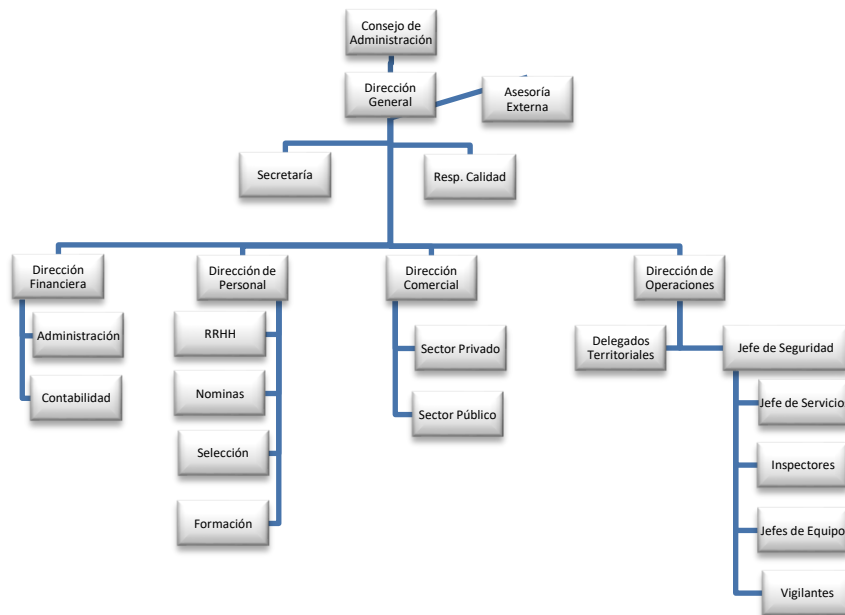 Consejo de
Administración
Dirección
General
Asesoría
Externa
Secretaría
Resp. Calidad
Dirección
Financiera
Dirección de
Personal
Dirección
Comercial
Dirección de
Operaciones
Administración
Contabilidad
RRHH
Nominas
Selección
Formación
Sector Privado
Sector Público
Delegados
Territoriales
Jefe de Seguridad
Jefe de Servicios
Inspectores
Jefes de Equipo
Vigilantes